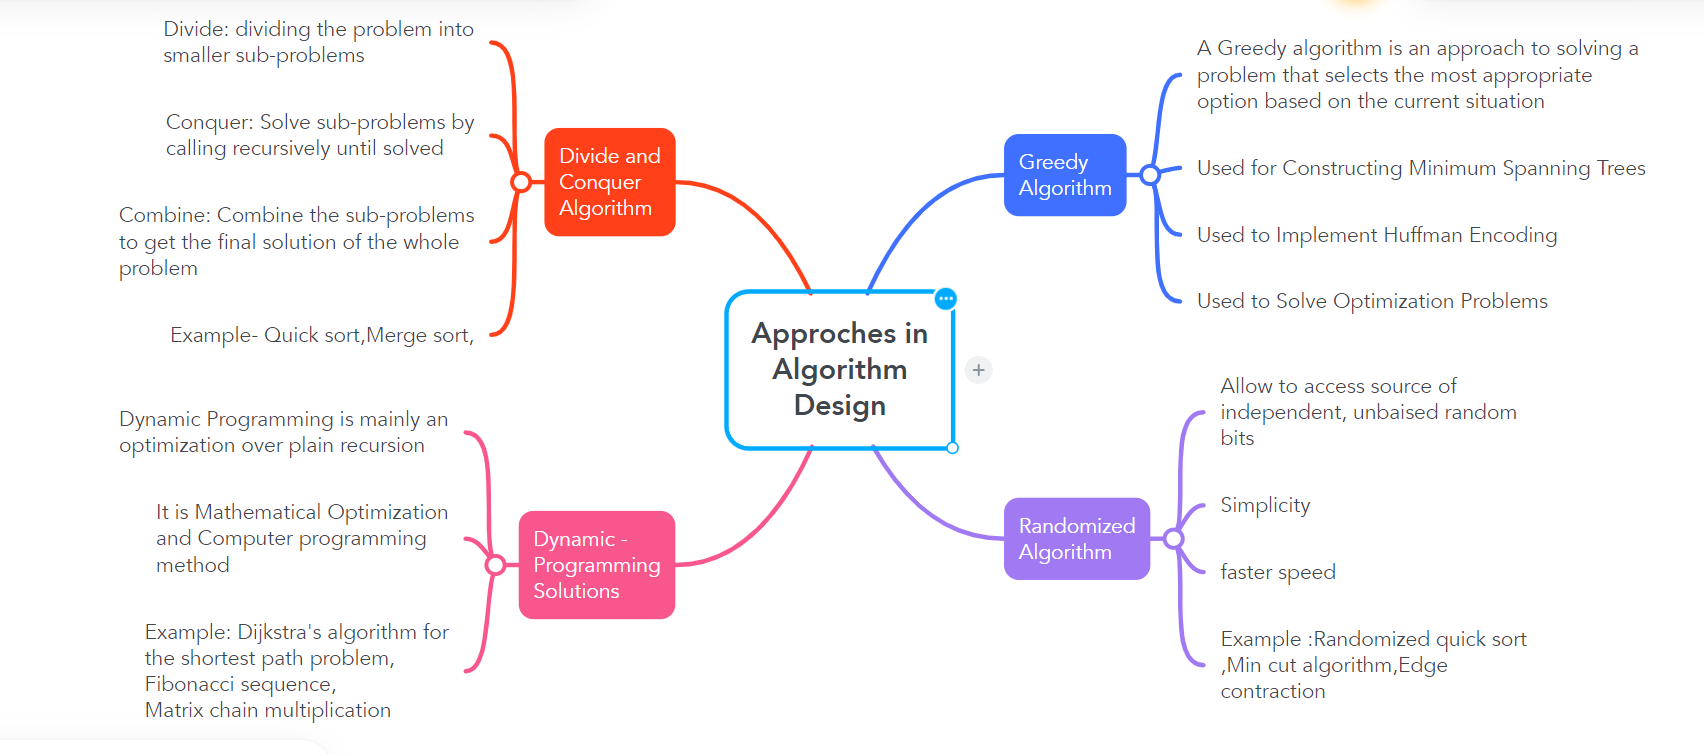 Approches in
Algorithm
Design
Divide and
Conquer
Algorithm
Divide: dividing the problem into
smaller sub-problems
Conquer: Solve sub-problems by
calling recursively until solved
Combine: Combine the sub-problems
to get the final solution of the whole
problem
Example- Quick sort,Merge sort,
Dynamic -
Programming
Solutions
Dynamic Programming is mainly an
optimization over plain recursion
It is Mathematical Optimization
and Computer programming
method
Example: Dijkstra's algorithm for
the shortest path problem,
Fibonacci sequence,
Matrix chain multiplication
Greedy
Algorithm
A Greedy algorithm is an approach to solving a
problem that selects the most appropriate
option based on the current situation
Used for Constructing Minimum Spanning Trees
Used to Implement Huffman Encoding
Used to Solve Optimization Problems
Randomized
Algorithm
Allow to access source of
independent, unbaised random
bits
Simplicity
faster speed
Example :Randomized quick sort
,Min cut algorithm,Edge
contraction